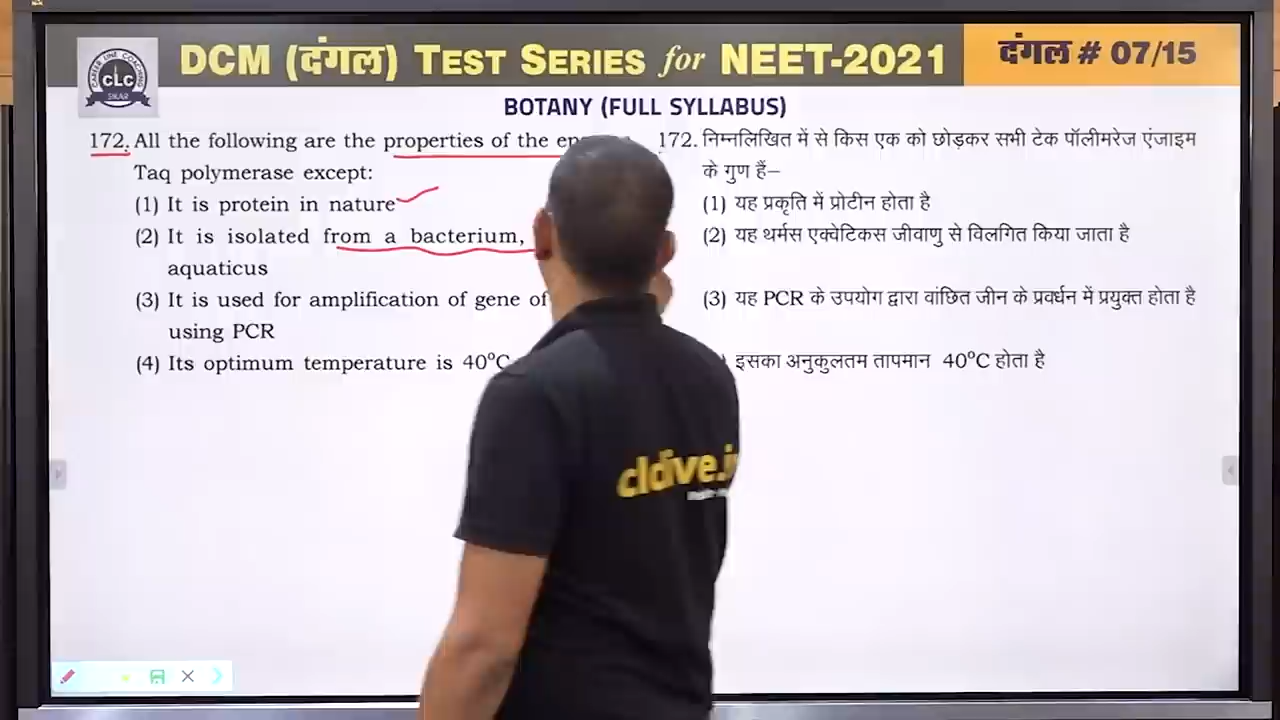 DCM (दंगल) TEST SERIES for NEET-2021
दंगल # 07/15
CAREER LINE COACHING
CLC
SIKAR
BOTANY (FULL SYLLABUS)
172. All the following are the properties of the
Taq polymerase except:
(1) It is protein in nature
(2) It is isolated from a bacterium,
aquaticus
(3) It is used for amplification of gene of
using PCR
(4) Its optimum temperature is 40°C
172. निम्नलिखित में से किस एक को छोड़कर सभी टेक पॉलीमरेज एंजाइम
के गुण हैं–
(1) यह प्रकृति में प्रोटीन होता है
(2) यह थर्मस एक्वेटिकस जीवाणु से विलगित किया जाता है
(3) यह PCR के उपयोग द्वारा वांछित जीन के प्रवर्धन में प्रयुक्त होता है
इसका अनुकुलतम तापमान 40°C होता है